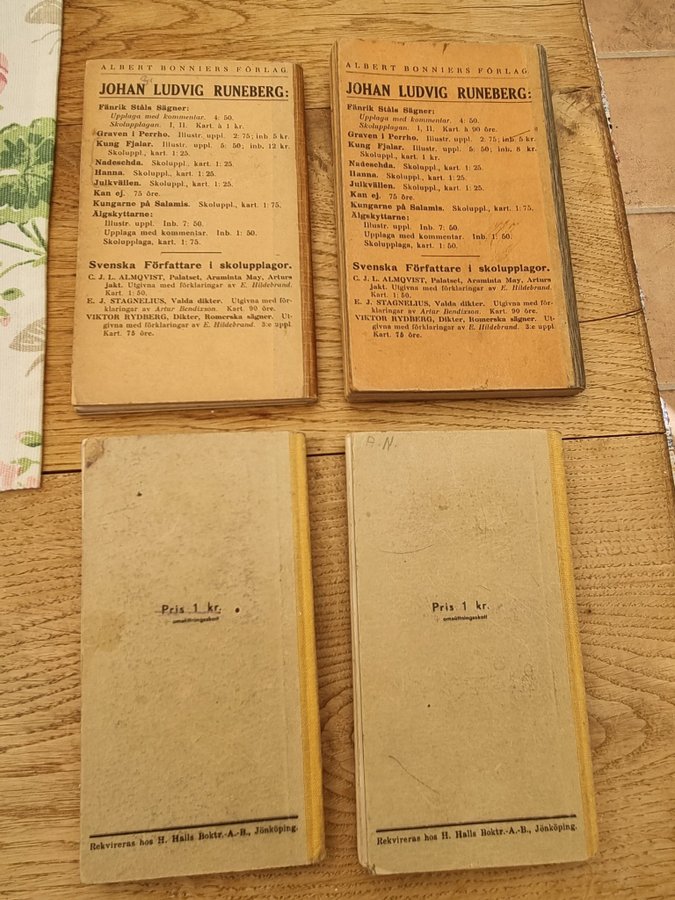 ALBERT BONNIERS FÖRLAG
JOHAN LUDVIG RUNEBERG:
Fänrik Ståls Sägner:
Upplaga med kommentar. 4: 50.
Skolupplagan. I, II. Kart. à 1 kr.
Graven i Perrho. Illustr. uppl. 2: 75; inb. 5 kr.
Kung Fjalar. Illustr. uppl. 5: 50; inb. 12 kr.
Skoluppl., kart. 1: 25.
Nadeschda. Skoluppl., kart. 1: 25.
Hanna. Skoluppl., kart. 1: 25.
Julkvällen. Skoluppl., kart. 1: 25.
Kan ej. 75 öre.
Kungarne på Salamis. Skoluppl., kart. 1: 75.
Älgskyttarne:
Illustr. uppl. Inb. 7: 50.
Upplaga med kommentar. Inb. 1: 50.
Skolupplaga, kart. 1: 75.
Svenska Författare i skolupplagor.
C. J. L. ALMQVIST, Palatset, Araminta May, Arturs
jakt. Utgivna med förklaringar av E. Hildebrand.
Kart. 1: 50.
E. J. STAGNELIUS, Valda dikter. Utgivna med för-
klaringar av Artur Bendixson. Kart. 90 öre.
VIKTOR RYDBERG, Dikter, Romerska sägner. Ut-
givna med förklaringar av E. Hildebrand. 3:e uppl.
Kart. 75 öre.
ALBERT BONNIERS FÖRLAG
JOHAN LUDVIG RUNEBERG:
Fänrik Ståls Sägner:
Upplaga med kommentar. 4: 50.
Skolupplagan. I, II. Kart. à 90 öre.
Graven i Perrho. Illustr. uppl. 2: 75; inb. 5 kr.
Kung Fjalar. Illustr. uppl. 5: 50; inb. 8 kr.
Skoluppl., kart. 1 kr.
Nadeschda. Skoluppl., kart. 1: 25.
Hanna. Skoluppl., kart. 1: 25.
Julkvällen. Skoluppl., kart. 1: 25.
Kan ej. 75 öre.
Kungarne på Salamis. Skoluppl., kart. 1: 75.
Älgskyttarne:
Illustr. uppl. Inb. 7: 50.
Upplaga med kommentar. Inb. 1: 50.
Skolupplaga, kart. 1: 50.
Svenska Författare i skolupplagor.
C. J. L. ALMQVIST, Palatset, Araminta May, Arturs
jakt. Utgivna med förklaringar av E. Hildebrand.
Kart. 1: 50.
E. J. STAGNELIUS, Valda dikter. Utgivna med för-
klaringar av Artur Bendixson. Kart. 90 öre.
VIKTOR RYDBERG, Dikter, Romerska sägner. Ut-
givna med förklaringar av E. Hildebrand. 3:e uppl
Kart. 75 öre.
Pris 1 kr.
omsättningsskatt
Rekvireras hos H. Halls Boktr.-A.-B., Jönköping.
A.N.
Pris 1 kr.
omsättningsskatt
Rekvireras hos H. Halls Boktr.-A.-B., Jönköping.